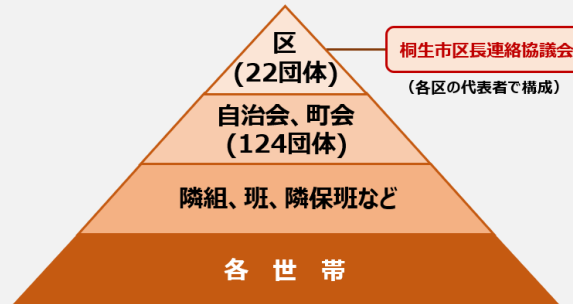 区
(22団体)
桐生市区長連絡協議会
(各区の代表者で構成)
自治会、町会
(124団体)
隣組、班、隣保班など
各 世 帯